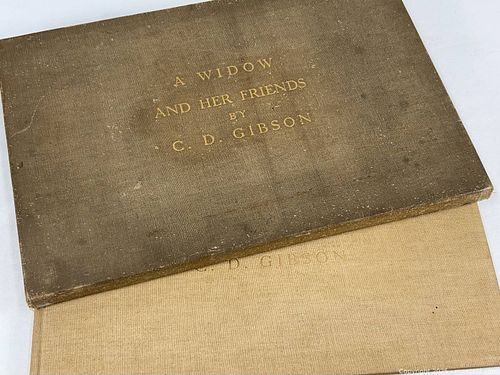 A WIDOW
AND HER FRIENDS
BY
C. D. GIBSON
C. D. GIBSON